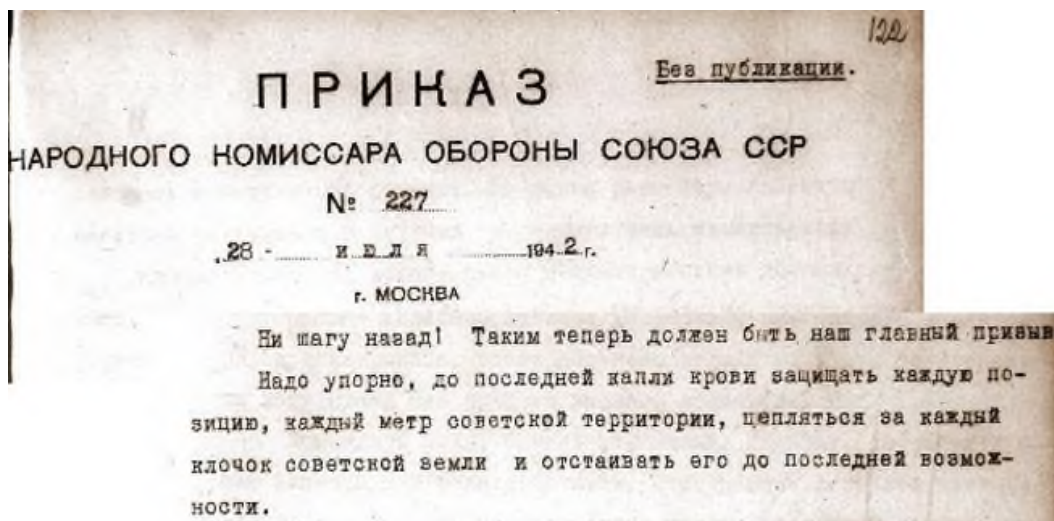 122
Без публикации.
ПРИКАЗ
НАРОДНОГО КОМИССАРА ОБОРОНЫ СОЮЗА ССР
№ 227
28 - июля 1942 г.
г. МОСКВА
Ни шагу назад! Таким теперь должен быть наш главный призыв
Надо упорно, до последней капли крови защищать каждую по-
зицию, каждый метр советской территории, цепляться за каждый
клочок советской земли и отстаивать его до последней возмож-
ности.